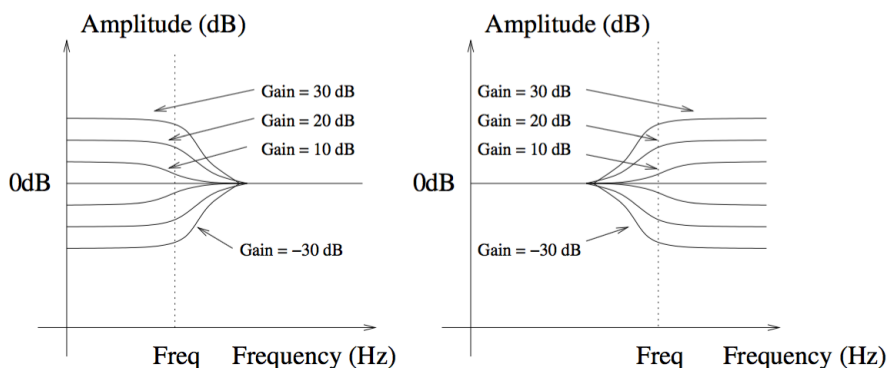 Amplitude (dB)
Gain = 30 dB
Gain = 20 dB
Gain = 10 dB
0dB
Gain = −30 dB
Freq
Frequency (Hz)
Amplitude (dB)
Gain = 30 dB
Gain = 20 dB
Gain = 10 dB
0dB
Gain = −30 dB
Freq
Frequency (Hz)